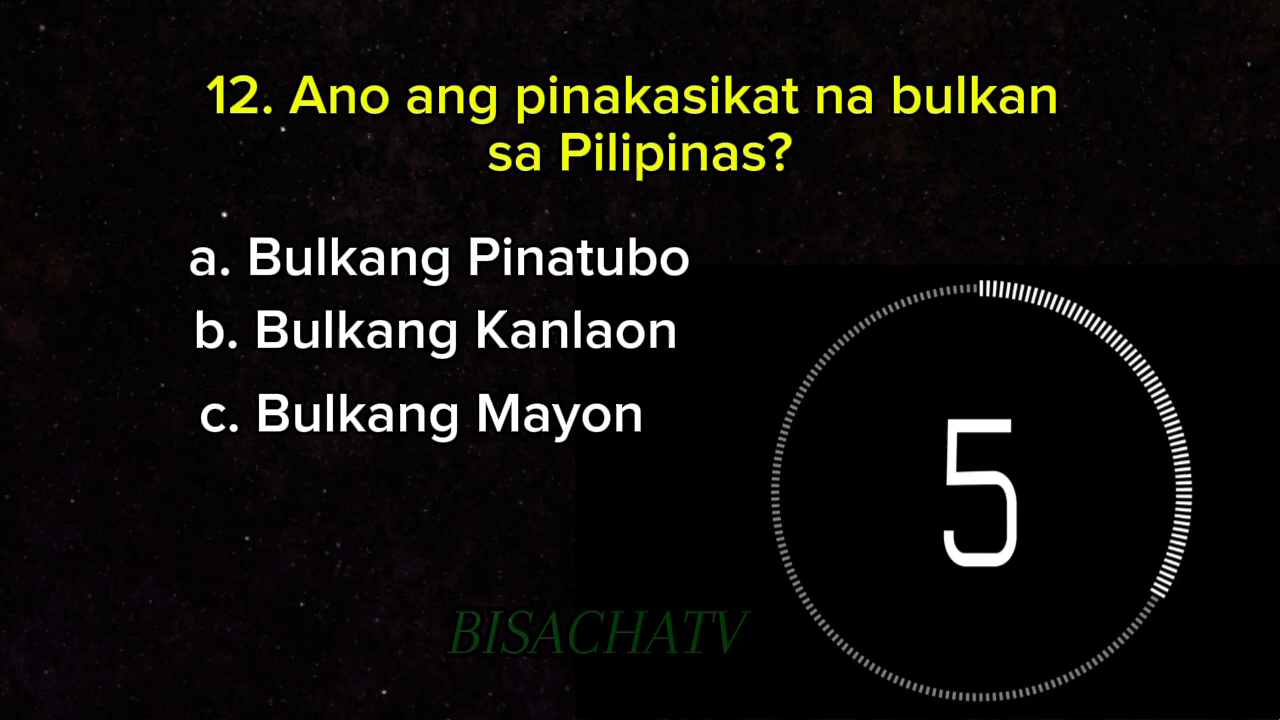 12. Ano ang pinakasikat na bulkan
sa Pilipinas?
a. Bulkang Pinatubo
b. Bulkang Kanlaon
c. Bulkang Mayon
5
BISACHATV